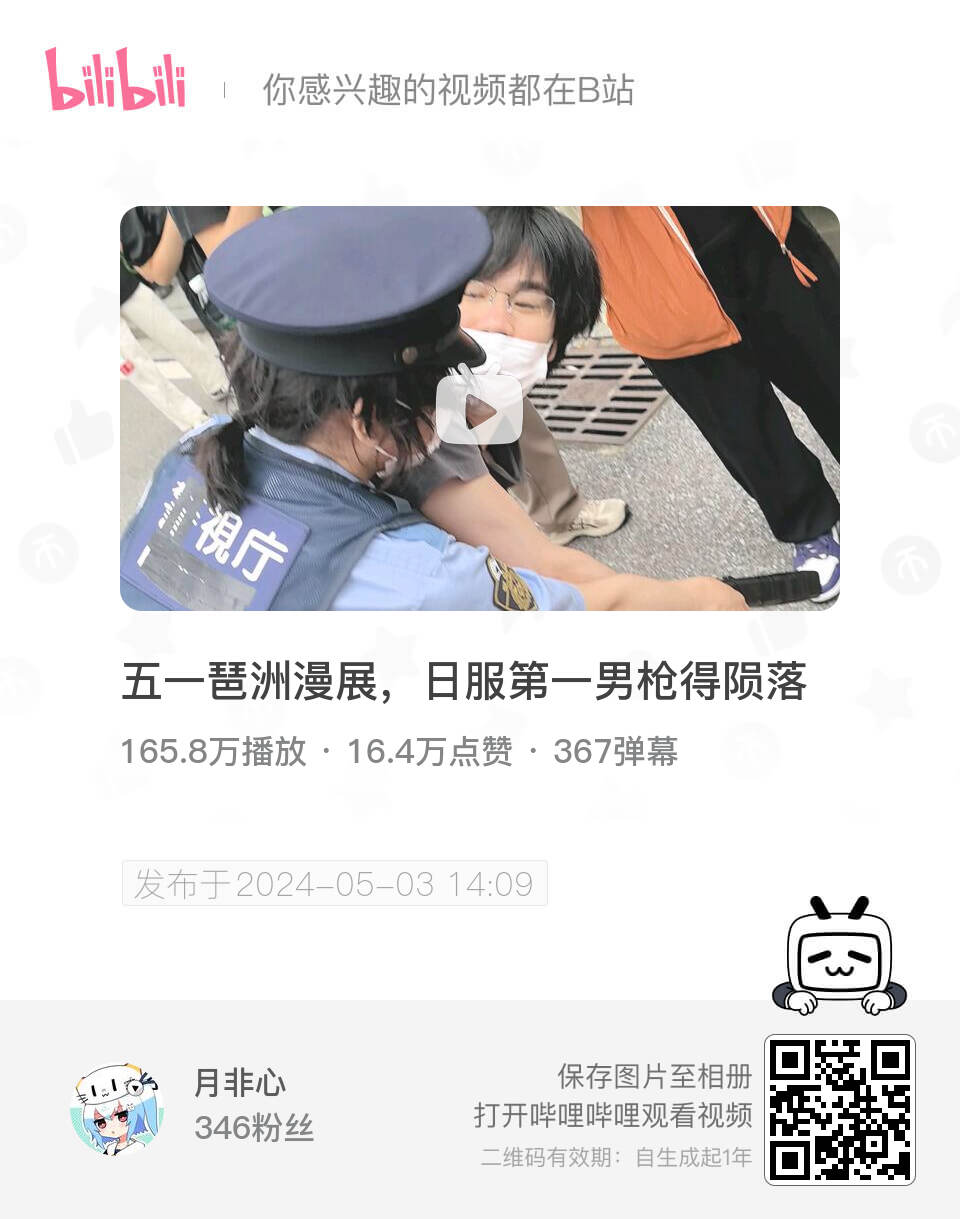 bilibili
你感兴趣的视频都在B站
視庁
五一琶洲漫展，日服第一男枪得陨落
165.8万播放 · 16.4万点赞 · 367弹幕
发布于2024-05-03 14:09
月非心
346粉丝
保存图片至相册
打开哔哩哔哩观看视频
二维码有效期：自生成起1年